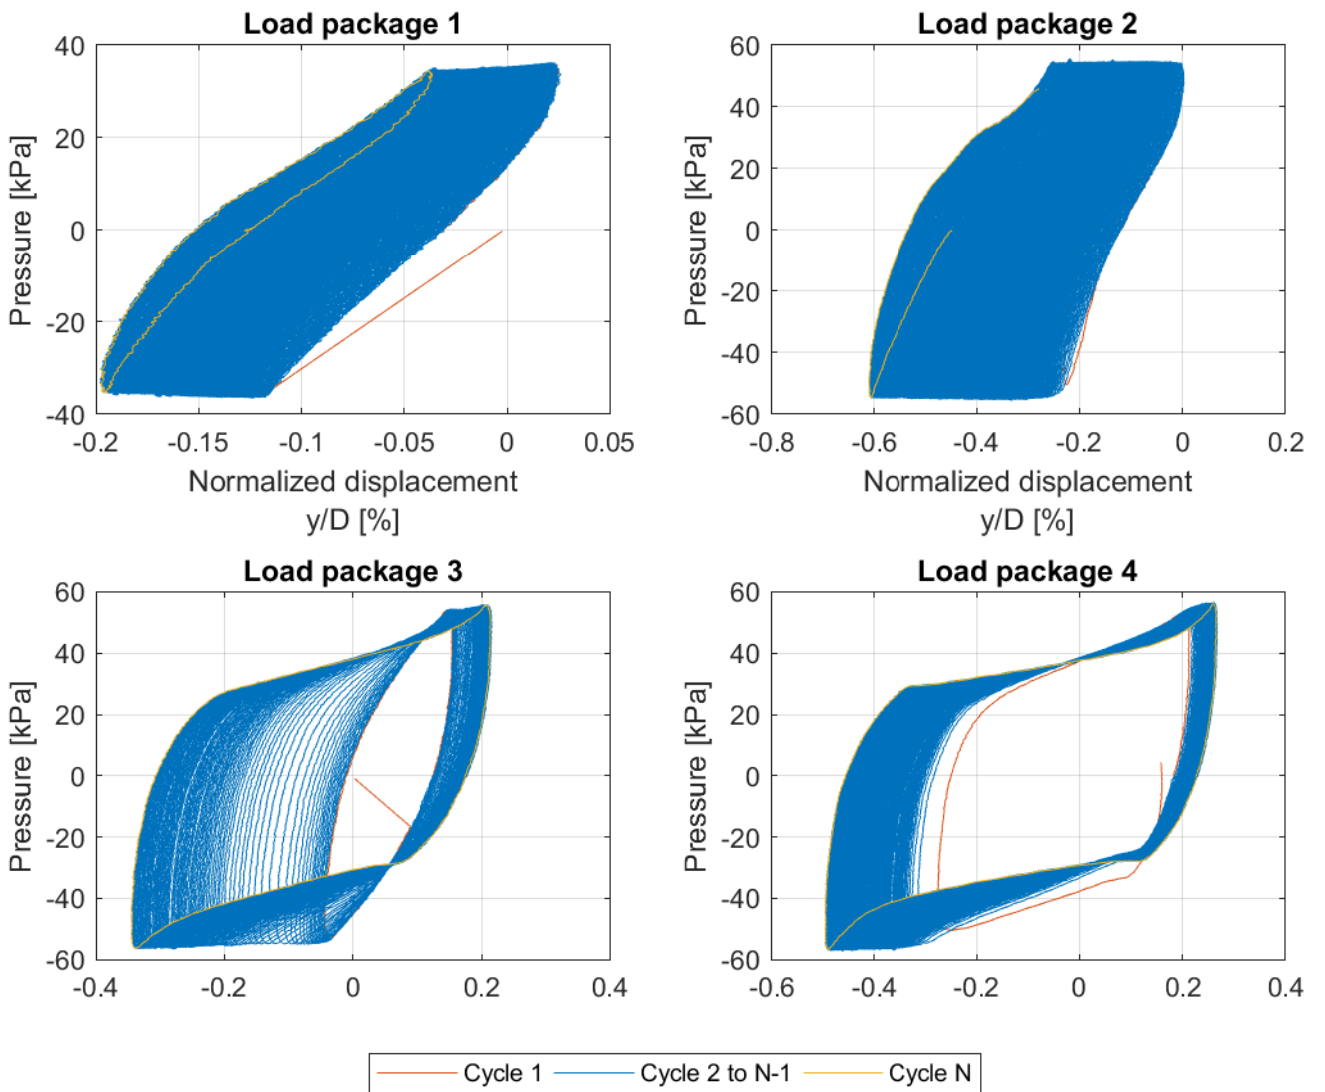 Load package 1
40
20
0
-20
-40
Pressure [kPa]
-0.2 -0.15 -0.1 -0.05 0 0.05
Normalized displacement
y/D [%]
Load package 2
60
40
20
0
-20
-40
-60
Pressure [kPa]
-0.8 -0.6 -0.4 -0.2 0 0.2
Normalized displacement
y/D [%]
Load package 3
60
40
20
0
-20
-40
-60
Pressure [kPa]
-0.4 -0.2 0 0.2 0.4
Load package 4
60
40
20
0
-20
-40
-60
Pressure [kPa]
-0.6 -0.4 -0.2 0 0.2 0.4
Cycle 1 Cycle 2 to N-1 Cycle N